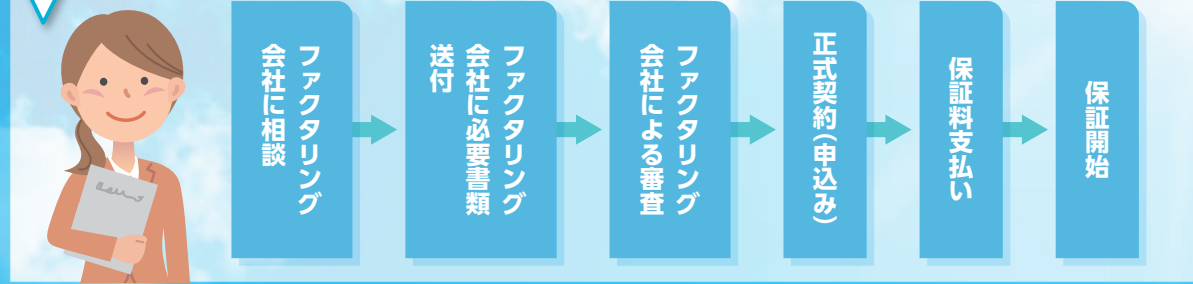 ファクタリング
会社に相談
ファクタリング
会社に必要書類
送付
ファクタリング
会社による審査
正式契約(申込み)
保証料支払い
保証開始